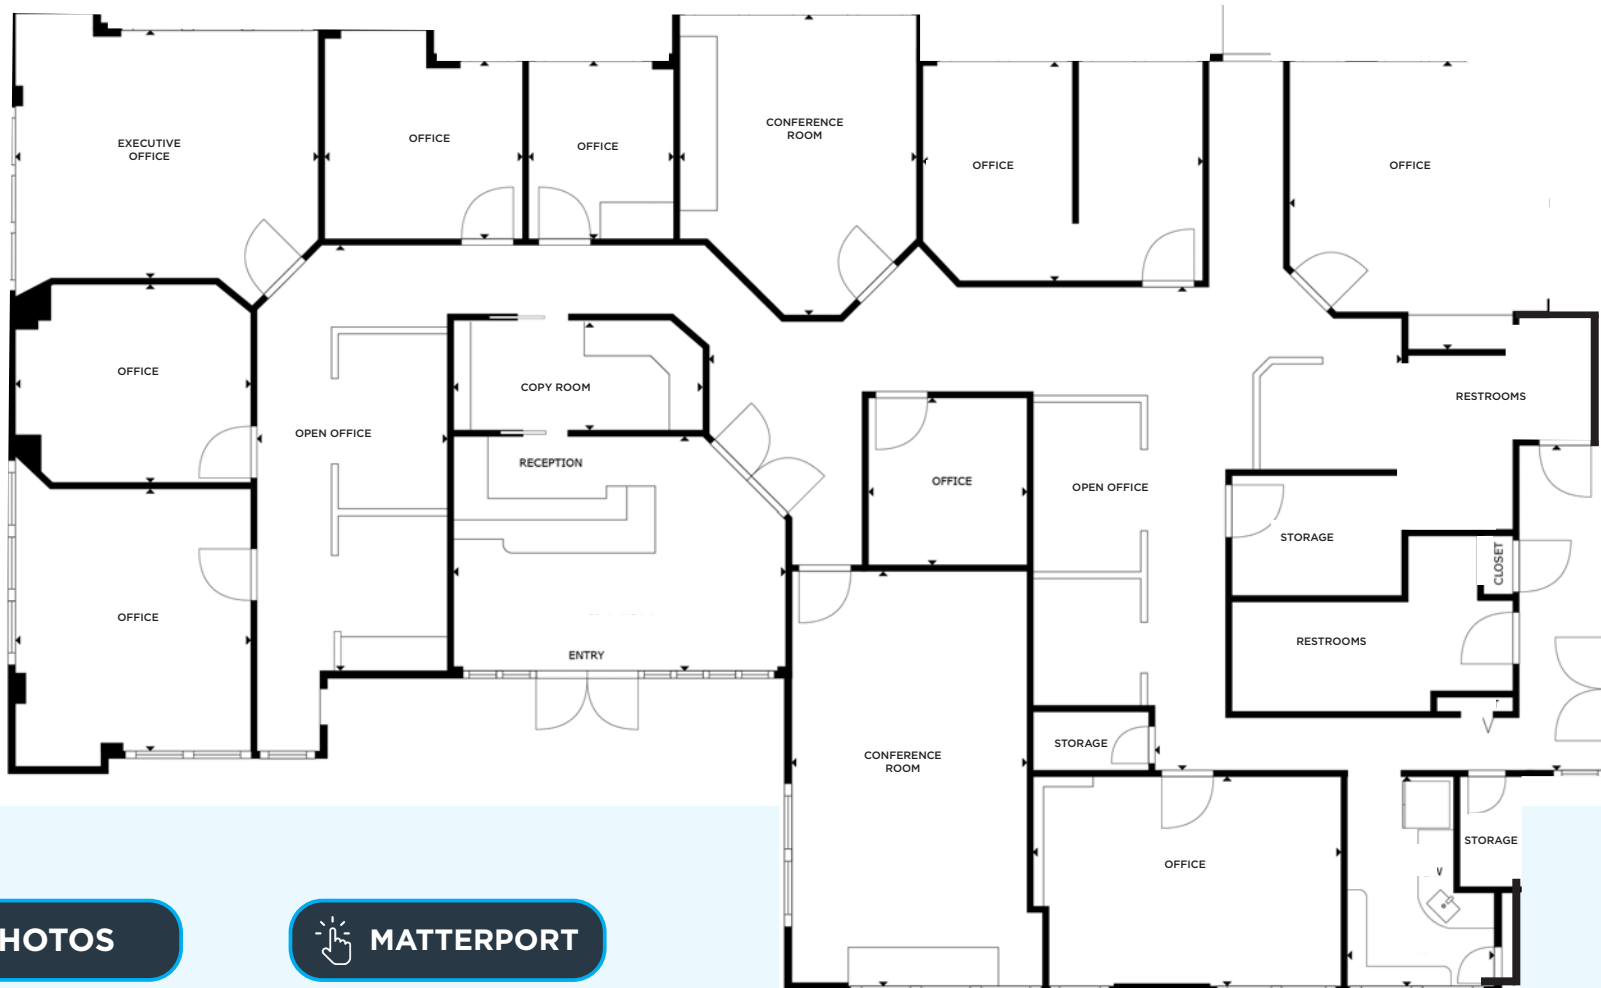 EXECUTIVE
OFFICE
OFFICE
OFFICE
CONFERENCE
ROOM
OFFICE
OFFICE
OFFICE
OPEN OFFICE
COPY ROOM
RECEPTION
RESTROOMS
OFFICE
OPEN OFFICE
STORAGE
CLOSET
OFFICE
ENTRY
RESTROOMS
CONFERENCE
ROOM
STORAGE
OFFICE
STORAGE
HOTOS
MATTERPORT